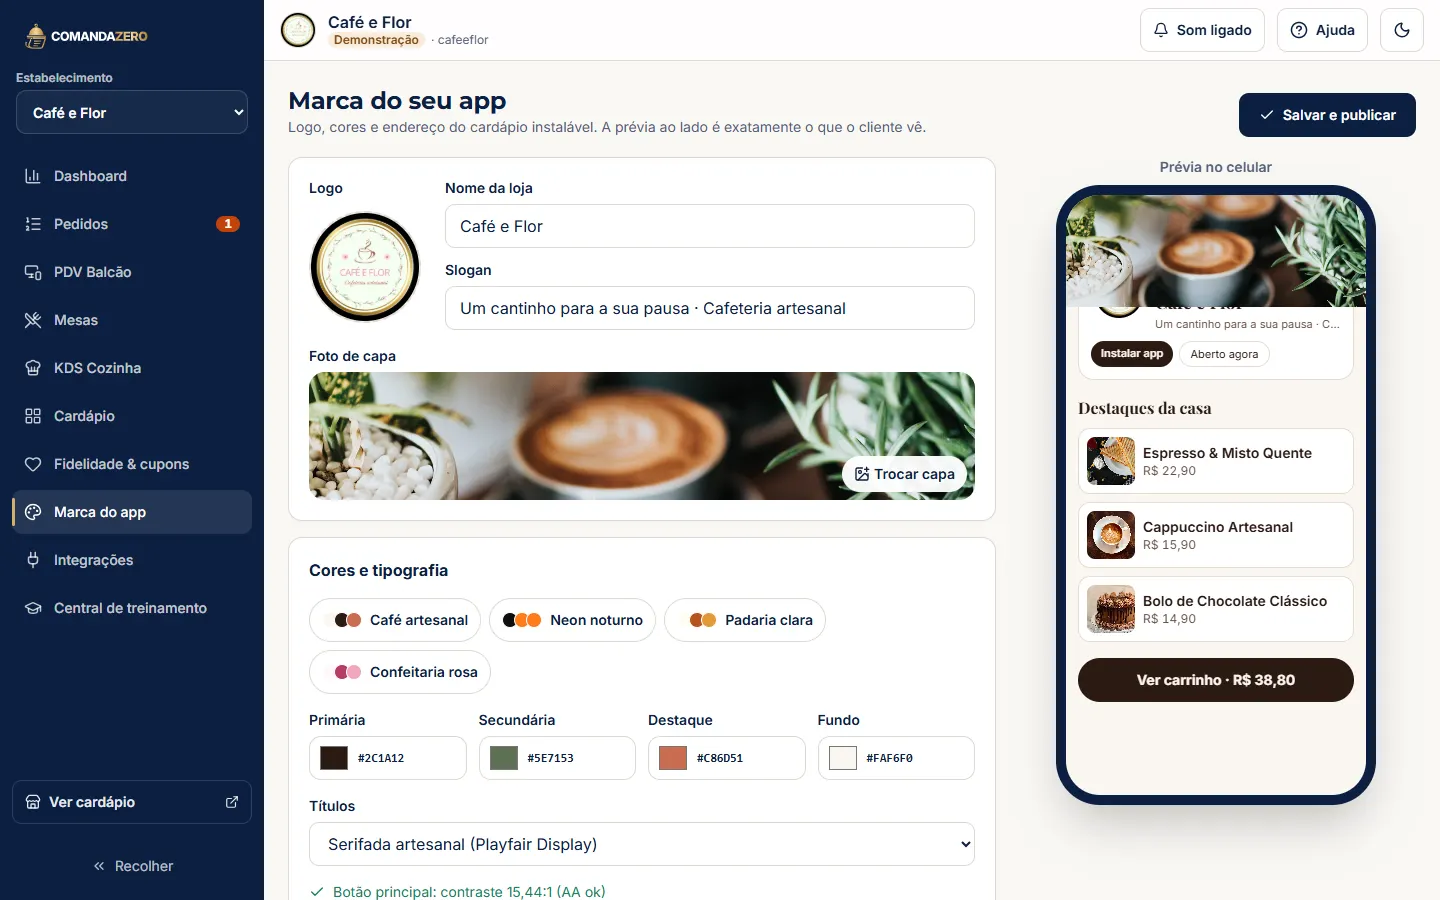 COMANDAZERO
Estabelecimento
Café e Flor
Dashboard
Pedidos
1
PDV Balcão
Mesas
KDS Cozinha
Cardápio
Fidelidade & cupons
Marca do app
Integrações
Central de treinamento
Ver cardápio
Recolher
Café e Flor
Demonstração · cafeeflor
Som ligado
Ajuda
Marca do seu app
Logo, cores e endereço do cardápio instalável. A prévia ao lado é exatamente o que o cliente vê.
Salvar e publicar
Logo
CAFÉ E FLOR
Cafeteria artesanal
Nome da loja
Café e Flor
Slogan
Um cantinho para a sua pausa · Cafeteria artesanal
Foto de capa
Trocar capa
Cores e tipografia
Café artesanal
Neon noturno
Padaria clara
Confeitaria rosa
Primária
Secundária
Destaque
Fundo
#2C1A12
#5E7153
#C86D51
#FAF6F0
Títulos
Serifada artesanal (Playfair Display)
Botão principal: contraste 15,44:1 (AA ok)
Prévia no celular
Um cantinho para a sua pausa · C...
Instalar app
Aberto agora
Destaques da casa
Espresso & Misto Quente
R$ 22,90
Cappuccino Artesanal
R$ 15,90
Bolo de Chocolate Clássico
R$ 14,90
Ver carrinho · R$ 38,80